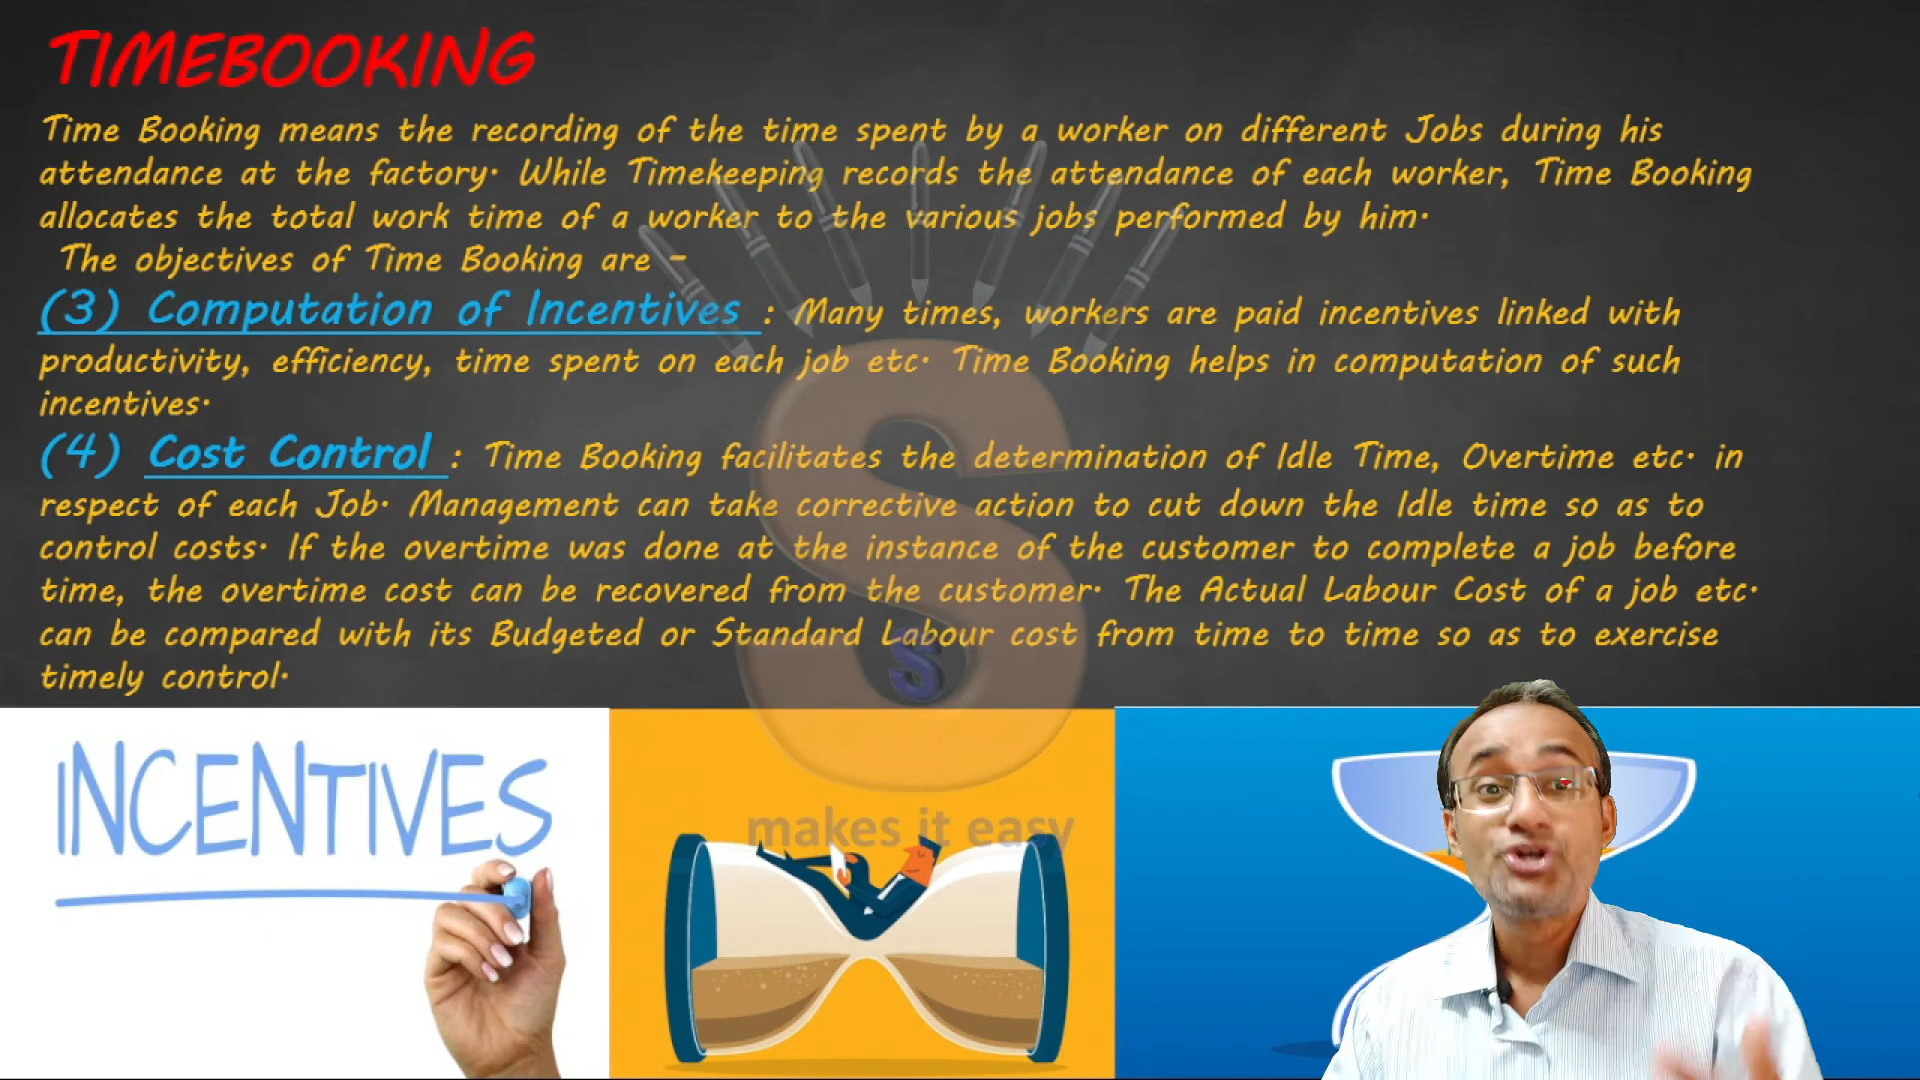 TIMEBOOKING
Time Booking means the recording of the time spent by a worker on different Jobs during his
attendance at the factory. While Timekeeping records the attendance of each worker, Time Booking
allocates the total work time of a worker to the various jobs performed by him.
The objectives of Time Booking are -
(3) Computation of Incentives : Many times, workers are paid incentives linked with
productivity, efficiency, time spent on each job etc. Time Booking helps in computation of such
incentives.
(4) Cost Control : Time Booking facilitates the determination of Idle Time, Overtime etc. in
respect of each Job. Management can take corrective action to cut down the Idle time so as to
control costs. If the overtime was done at the instance of the customer to complete a job before
time, the overtime cost can be recovered from the customer. The Actual Labour Cost of a job etc.
can be compared with its Budgeted or Standard Labour cost from time to time so as to exercise
timely control.
S
S
makes it easy
INCENTIVES